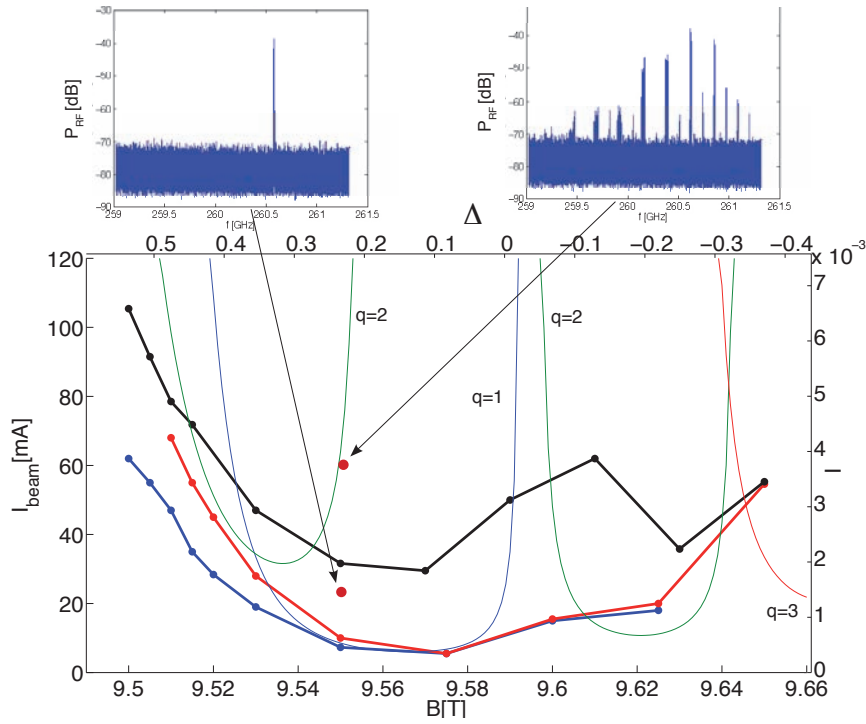 -30
-40
-50
-60
-70
-80
-90
P_RF [dB]
259 259.5 260 260.5 261 261.5
f [GHz]
-40
-50
-60
-70
-80
-90
P_RF [dB]
259 259.5 260 260.5 261 261.5
f [GHz]
Δ
0.5 0.4 0.3 0.2 0.1 0 -0.1 -0.2 -0.3 -0.4
x 10⁻³
120
100
80
60
40
20
0
I_beam[mA]
q=2
q=1
q=2
q=3
7
6
5
4
3
2
1
0
I
9.5 9.52 9.54 9.56 9.58 9.6 9.62 9.64 9.66
B[T]